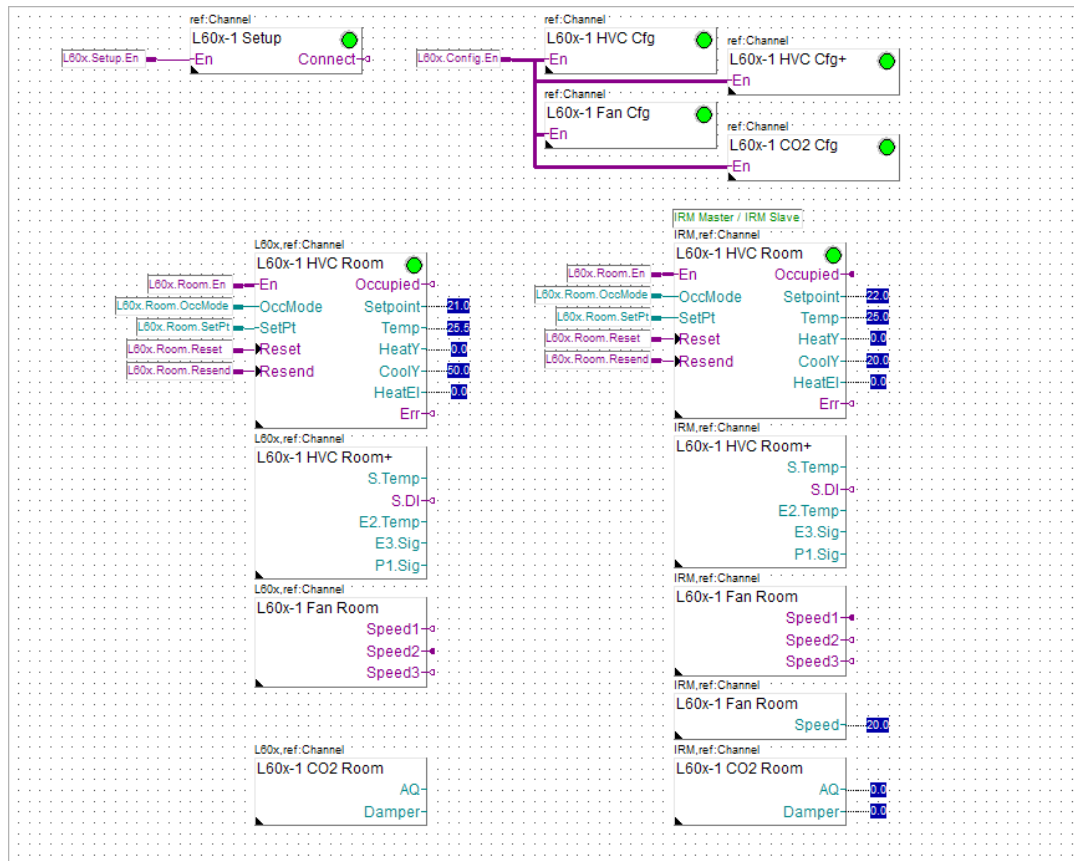 ref:Channel
L60x-1 Setup
L60x.Setup.En
En
Connect
ref:Channel
L60x-1 HVC Cfg
L60x.Config.En
En
ref:Channel
L60x-1 HVC Cfg+
En
ref:Channel
L60x-1 Fan Cfg
En
ref:Channel
L60x-1 CO2 Cfg
En
L60x,ref:Channel
L60x-1 HVC Room
L60x.Room.En En Occupied
L60x.Room.OccMode OccMode Setpoint 21.0
L60x.Room.SetPt SetPt Temp 25.5
L60x.Room.Reset Reset HeatY 0.0
L60x.Room.Resend Resend CoolY 50.0
HeatEl 0.0
Err
L60x,ref:Channel
L60x-1 HVC Room+
S.Temp
S.DI
E2.Temp
E3.Sig
P1.Sig
L60x,ref:Channel
L60x-1 Fan Room
Speed1
Speed2
Speed3
L60x,ref:Channel
L60x-1 CO2 Room
AQ
Damper
IRM Master / IRM Slave
IRM,ref:Channel
L60x-1 HVC Room
L60x.Room.En En Occupied
L60x.Room.OccMode OccMode Setpoint 22.0
L60x.Room.SetPt SetPt Temp 25.0
L60x.Room.Reset Reset HeatY 0.0
L60x.Room.Resend Resend CoolY 20.0
HeatEl 0.0
Err
IRM,ref:Channel
L60x-1 HVC Room+
S.Temp
S.DI
E2.Temp
E3.Sig
P1.Sig
IRM,ref:Channel
L60x-1 Fan Room
Speed1
Speed2
Speed3
IRM,ref:Channel
L60x-1 Fan Room
Speed 20.0
IRM,ref:Channel
L60x-1 CO2 Room
AQ 0.0
Damper 0.0